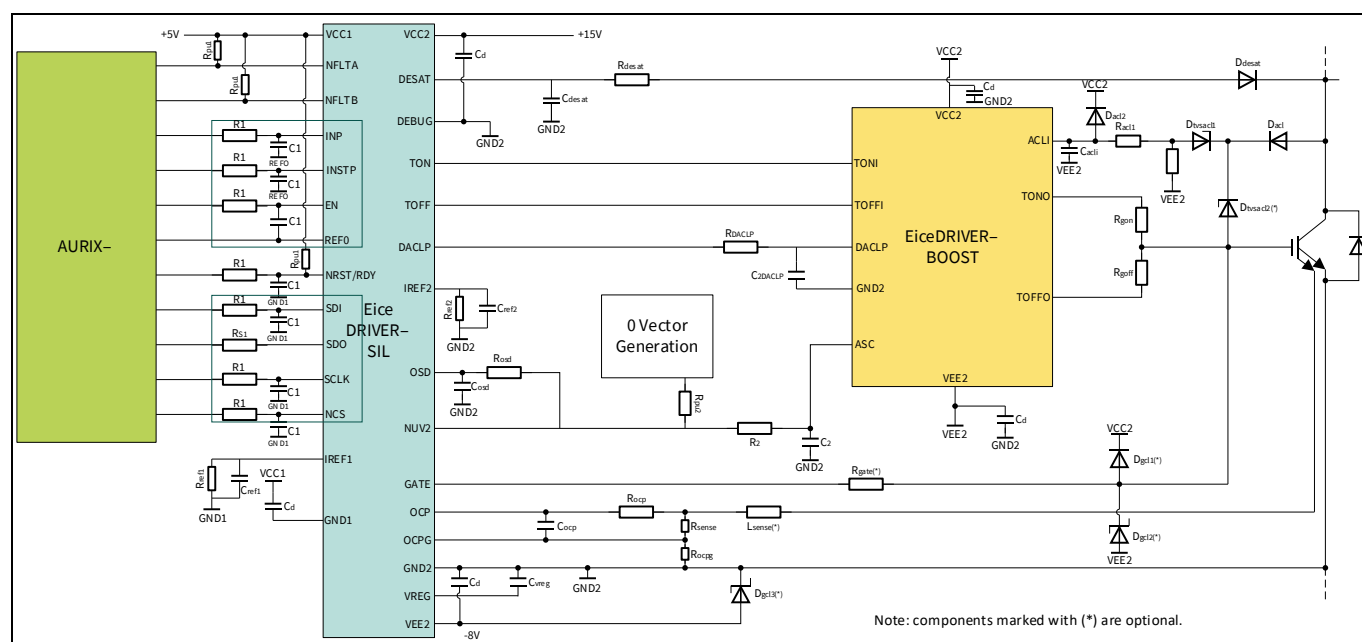 +5V
VCC1
VCC2
+15V
Rpu1
Cd
VCC2
Ddesat
NFLTA
Rdesat
DESAT
Rpu1
Cdesat
Cd
GND2
VCC2
VCC2
NFLTB
GND2
Dacl2
DEBUG
GND2
R1
INP
C1
REF0
ACLI
Racl1
Dtvsacl1
Dacl
Cacli
VEE2
R1
INSTP
TON
TONI
C1
REF0
VEE2
TONO
R1
EN
TOFF
TOFFI
Dtvsacl2(*)
C1
Rgon
AURIX–
REF0
DACLP
RDACLP
DACLP
EiceDRIVER–
BOOST
Rpu1
Rgoff
R1
NRST/RDY
C2DACLP
C1
GND1
IREF2
GND2
TOFFO
R1
SDI
Eice
DRIVER–
SIL
Rref2
Cref2
C1
GND1
0 Vector
Generation
RS1
SDO
GND2
ASC
R1
SCLK
OSD
Rosd
VEE2
C1
GND1
Cosd
GND2
Rpu2
R1
NCS
Cd
C1
GND1
NUV2
R2
C2
VEE2
GND2
VCC2
GND2
IREF1
Rref1
Cref1
VCC1
Dgcl1(*)
GATE
Rgate(*)
GND1
Cd
OCP
Rocp
Lsense(*)
GND1
Cocp
Rsense
Dgcl2(*)
OCPG
Rocpg
VEE2
GND2
Cd
Cvreg
GND2
VREG
Dgcl3(*)
VEE2
-8V
Note: components marked with (*) are optional.